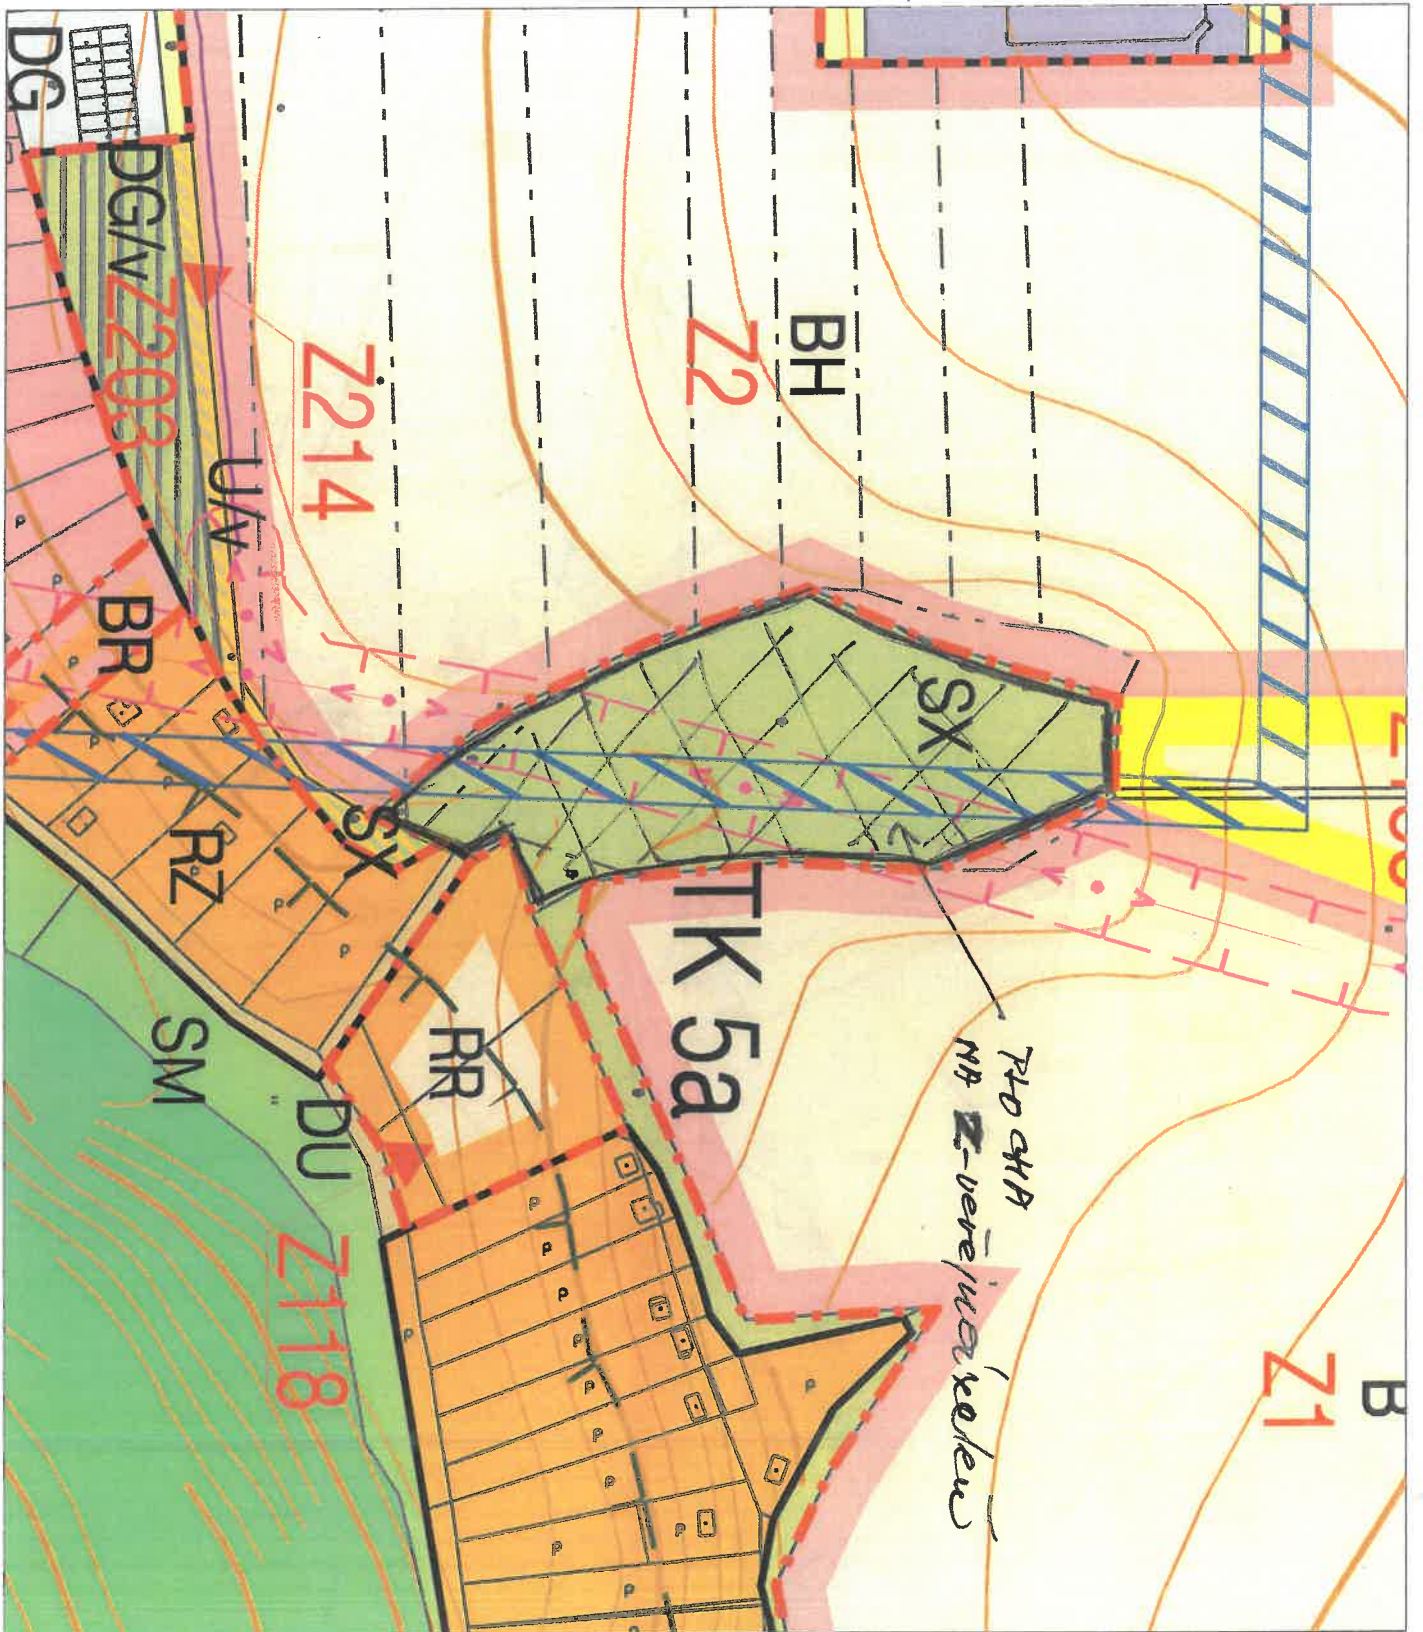 DG
DG/v
Z203
Z214
U/v
BH
Z2
BR
SX
SX
RZ
TK 5a
SM
RR
DU
Z118
PLOCHA
NA Z-veřejná zeleň
Z1
B